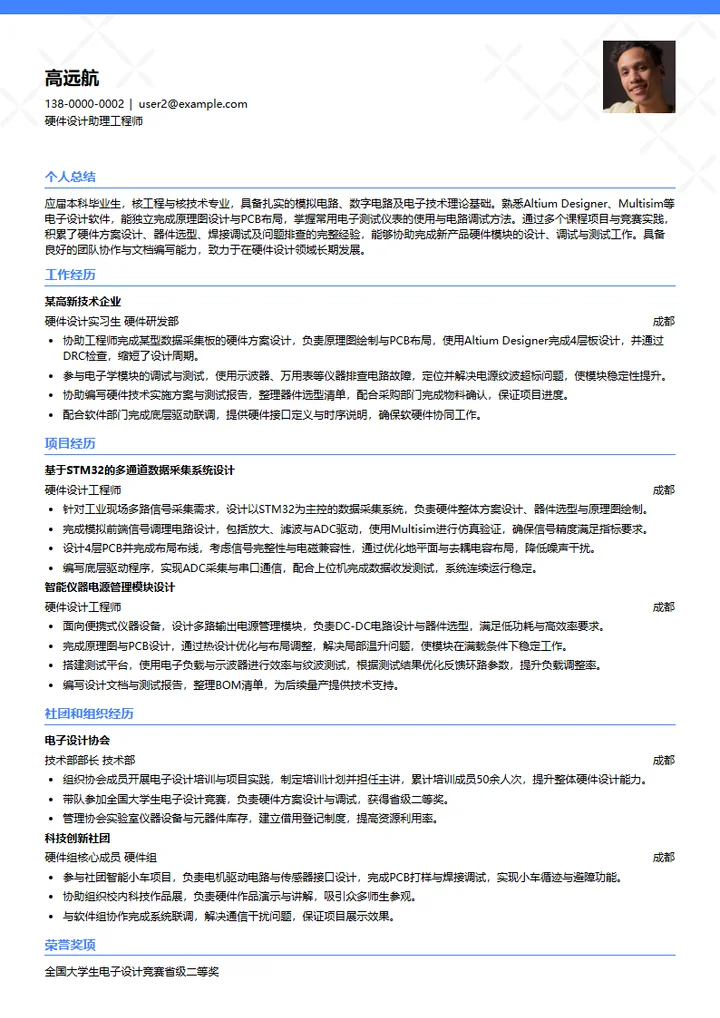 高远航
138-0000-0002 | user2@example.com
硬件设计助理工程师
个人总结
应届本科毕业生，核工程与核技术专业，具备扎实的模拟电路、数字电路及电子技术理论基础。熟悉Altium Designer、Multisim等
电子设计软件，能独立完成原理图设计与PCB布局，掌握常用电子测试仪表的使用与电路调试方法。通过多个课程项目与竞赛实践，
积累了硬件方案设计、器件选型、焊接调试及问题排查的完整经验，能够协助完成新产品硬件模块的设计、调试与测试工作。具备
良好的团队协作与文档编写能力，致力于在硬件设计领域长期发展。
工作经历
某高新技术企业
硬件设计实习生 硬件研发部 成都
• 协助工程师完成某型数据采集板的硬件方案设计，负责原理图绘制与PCB布局，使用Altium Designer完成4层板设计，并通过
DRC检查，缩短了设计周期。
• 参与电子学模块的调试与测试，使用示波器、万用表等仪器排查电路故障，定位并解决电源纹波超标问题，使模块稳定性提升。
• 协助编写硬件技术实施方案与测试报告，整理器件选型清单，配合采购部门完成物料确认，保证项目进度。
• 配合软件部门完成底层驱动联调，提供硬件接口定义与时序说明，确保软硬件协同工作。
项目经历
基于STM32的多通道数据采集系统设计
硬件设计工程师 成都
• 针对工业现场多路信号采集需求，设计以STM32为主控的数据采集系统，负责硬件整体方案设计、器件选型与原理图绘制。
• 完成模拟前端信号调理电路设计，包括放大、滤波与ADC驱动，使用Multisim进行仿真验证，确保信号精度满足指标要求。
• 设计4层PCB并完成布局布线，考虑信号完整性与电磁兼容性，通过优化地平面与去耦电容布局，降低噪声干扰。
• 编写底层驱动程序，实现ADC采集与串口通信，配合上位机完成数据收发测试，系统连续运行稳定。
智能仪器电源管理模块设计
硬件设计工程师 成都
• 面向便携式仪器设备，设计多路输出电源管理模块，负责DC-DC电路设计与器件选型，满足低功耗与高效率要求。
• 完成原理图与PCB设计，通过热设计优化与布局调整，解决局部温升问题，使模块在满载条件下稳定工作。
• 搭建测试平台，使用电子负载与示波器进行效率与纹波测试，根据测试结果优化反馈环路参数，提升负载调整率。
• 编写设计文档与测试报告，整理BOM清单，为后续量产提供技术支持。
社团和组织经历
电子设计协会
技术部部长 技术部 成都
• 组织协会成员开展电子设计培训与项目实践，制定培训计划并担任主讲，累计培训成员50余人次，提升整体硬件设计能力。
• 带队参加全国大学生电子设计竞赛，负责硬件方案设计与调试，获得省级二等奖。
• 管理协会实验室仪器设备与元器件库存，建立借用登记制度，提高资源利用率。
科技创新社团
硬件组核心成员 硬件组 成都
• 参与社团智能小车项目，负责电机驱动电路与传感器接口设计，完成PCB打样与焊接调试，实现小车循迹与避障功能。
• 协助组织校内科技作品展，负责硬件作品演示与讲解，吸引众多师生参观。
• 与软件组协作完成系统联调，解决通信干扰问题，保证项目展示效果。
荣誉奖项
全国大学生电子设计竞赛省级二等奖